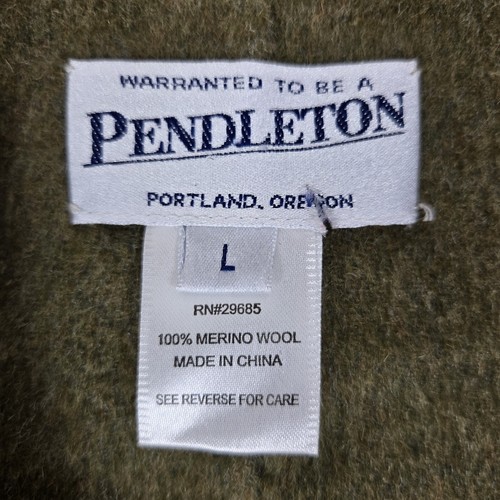 WARRANTED TO BE A
PENDLETON
PORTLAND, OREGON
L
RN#29685
100% MERINO WOOL
MADE IN CHINA
SEE REVERSE FOR CARE